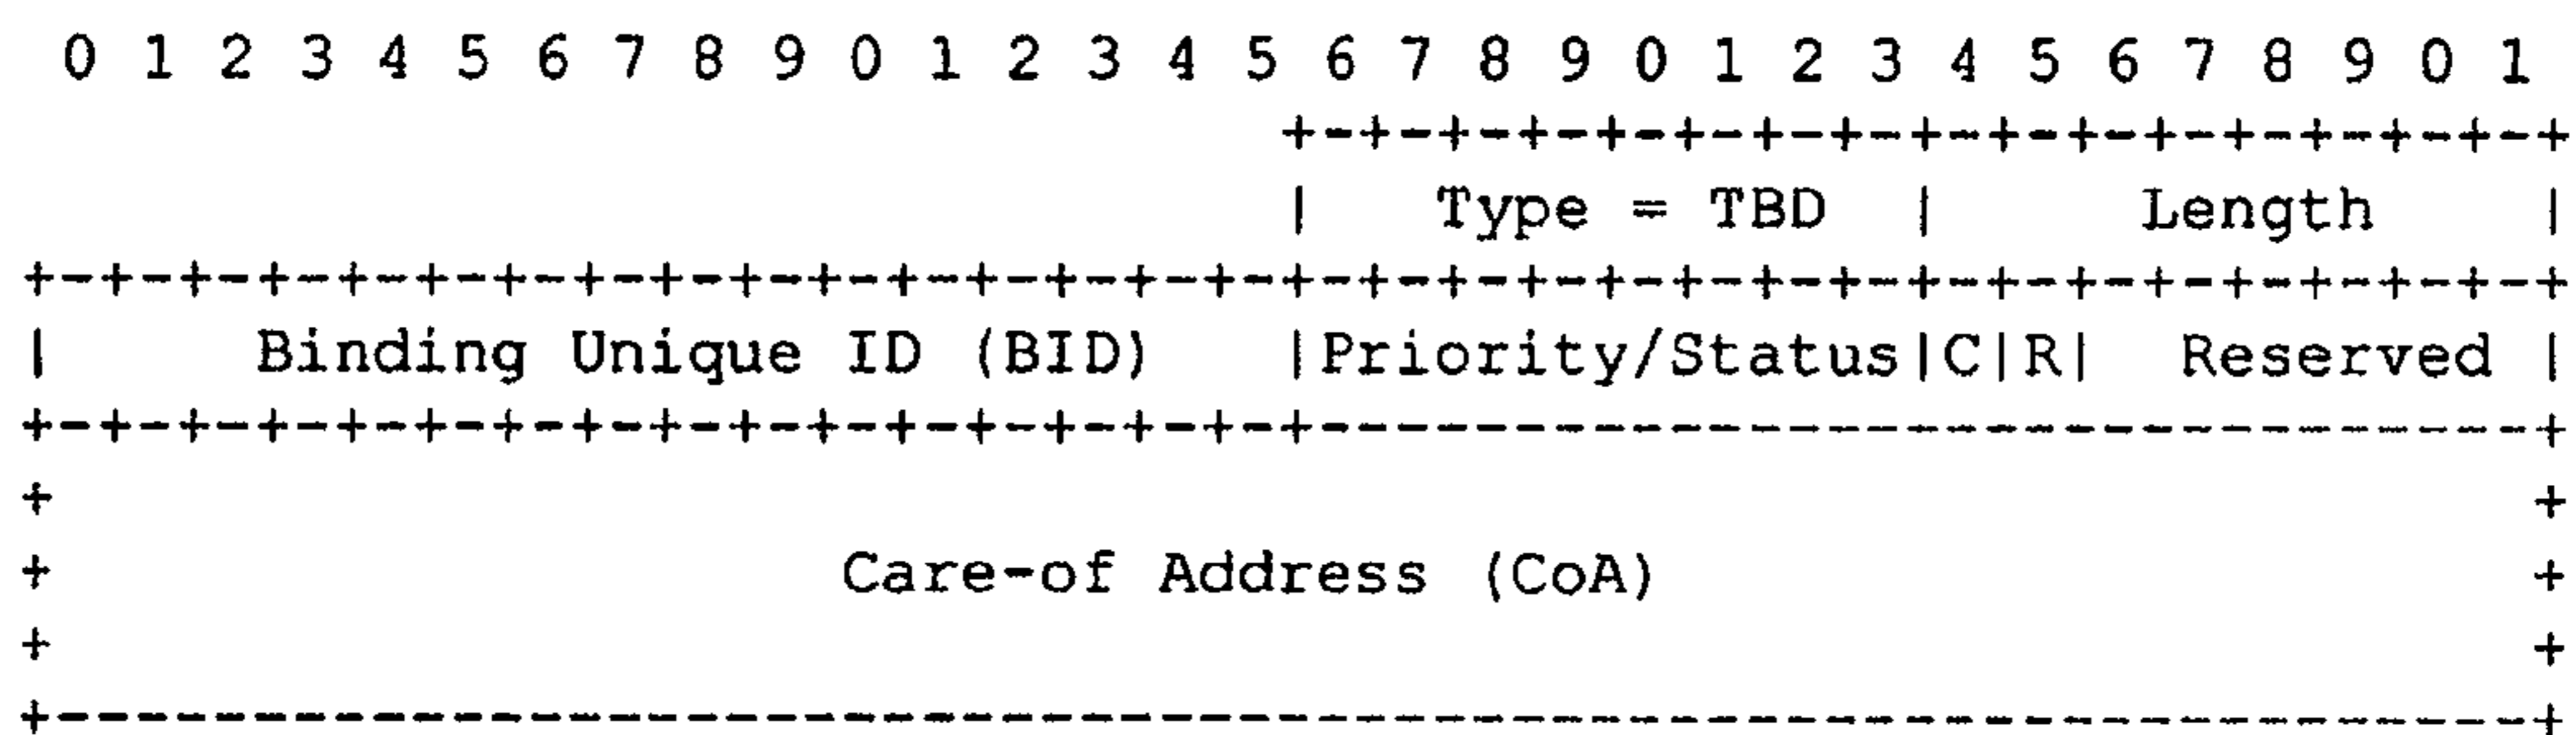 0 1 2 3 4 5 6 7 8 9 0 1 2 3 4 5 6 7 8 9 0 1 2 3 4 5 6 7 8 9 0 1
                                +-+-+-+-+-+-+-+-+-+-+-+-+-+-+-+-+
                                |   Type = TBD  |     Length    |
+-+-+-+-+-+-+-+-+-+-+-+-+-+-+-+-+-+-+-+-+-+-+-+-+-+-+-+-+-+-+-+-+
|     Binding Unique ID (BID)   |Priority/Status|C|R|  Reserved |
+-+-+-+-+-+-+-+-+-+-+-+-+-+-+-+-+-------------------------------+
+                                                               +
+                    Care-of Address (CoA)                      +
+                                                               +
+---------------------------------------------------------------+